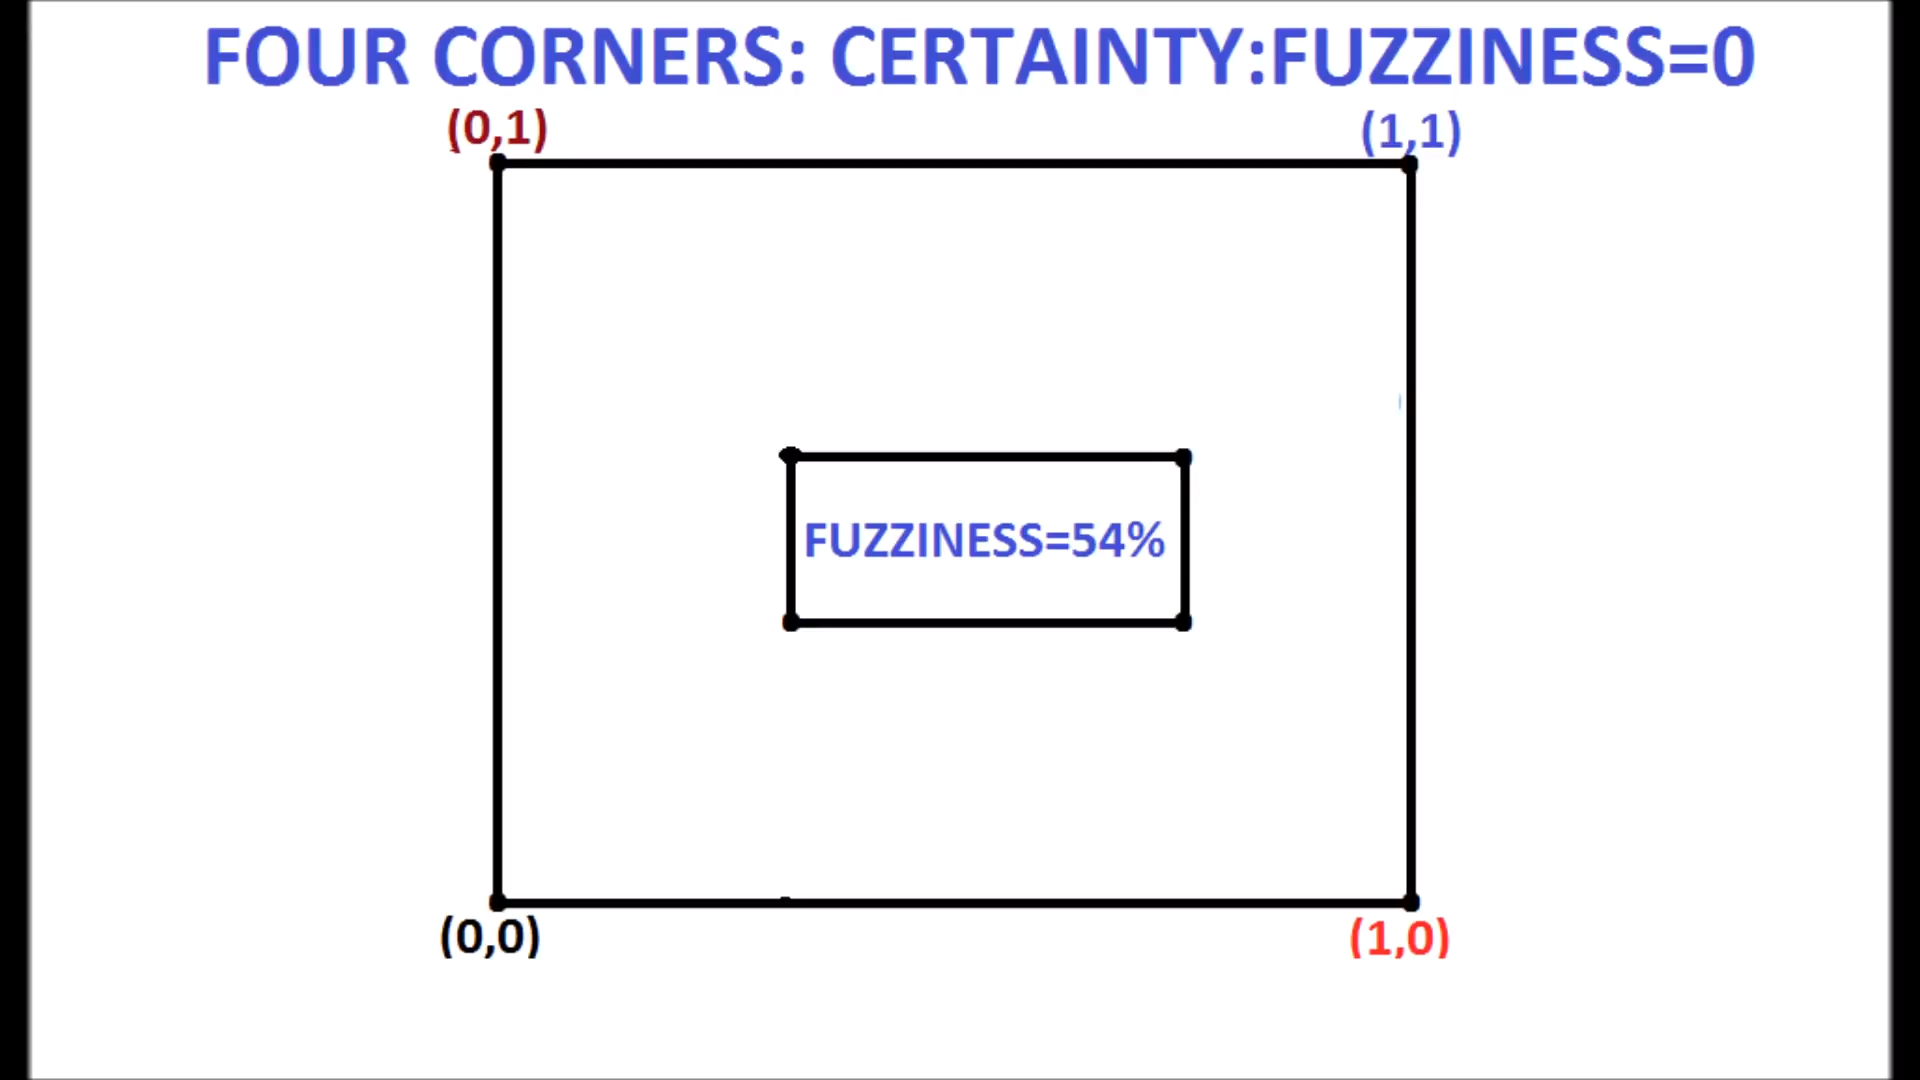 FOUR CORNERS: CERTAINTY:FUZZINESS=0
(0,1)
(1,1)
FUZZINESS=54%
(0,0)
(1,0)